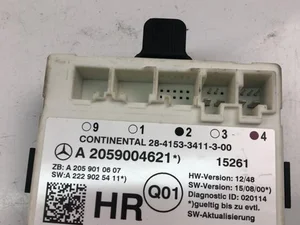 9 1 2 3 4
CONTINENTAL 28-4153-3411-3-00
A 2059004621*) 15261
ZB: A 205 901 06 07
SW:A 222 902 54 11*)
HW-Version: 12/48
SW-Version: 15/08/00*)
Diagnostic ID: 020114
*)gueltig bis zu evtl.
SW-Aktualisierung
HR Q01